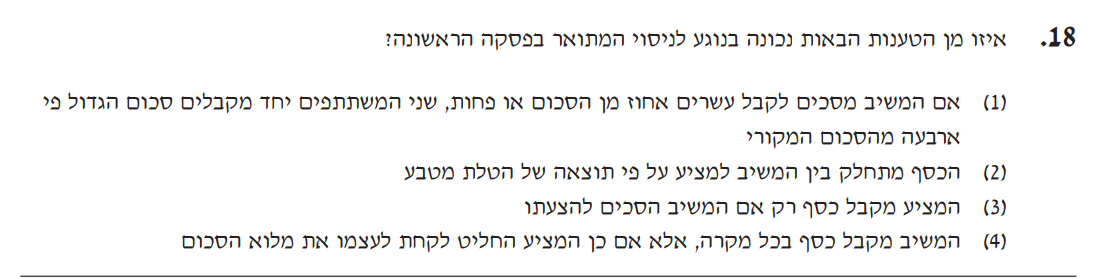 18. איזו מן הטענות הבאות נכונה בנוגע לניסוי המתואר בפסקה הראשונה?
(1) אם המשיב מסכים לקבל עשרים אחוז מן הסכום או פחות, שני המשתתפים יחד מקבלים סכום הגדול פי
ארבעה מהסכום המקורי
(2) הכסף מתחלק בין המשיב למציע על פי תוצאה של הטלת מטבע
(3) המציע מקבל כסף רק אם המשיב הסכים להצעתו
(4) המשיב מקבל כסף בכל מקרה, אלא אם כן המציע החליט לקחת לעצמו את מלוא הסכום